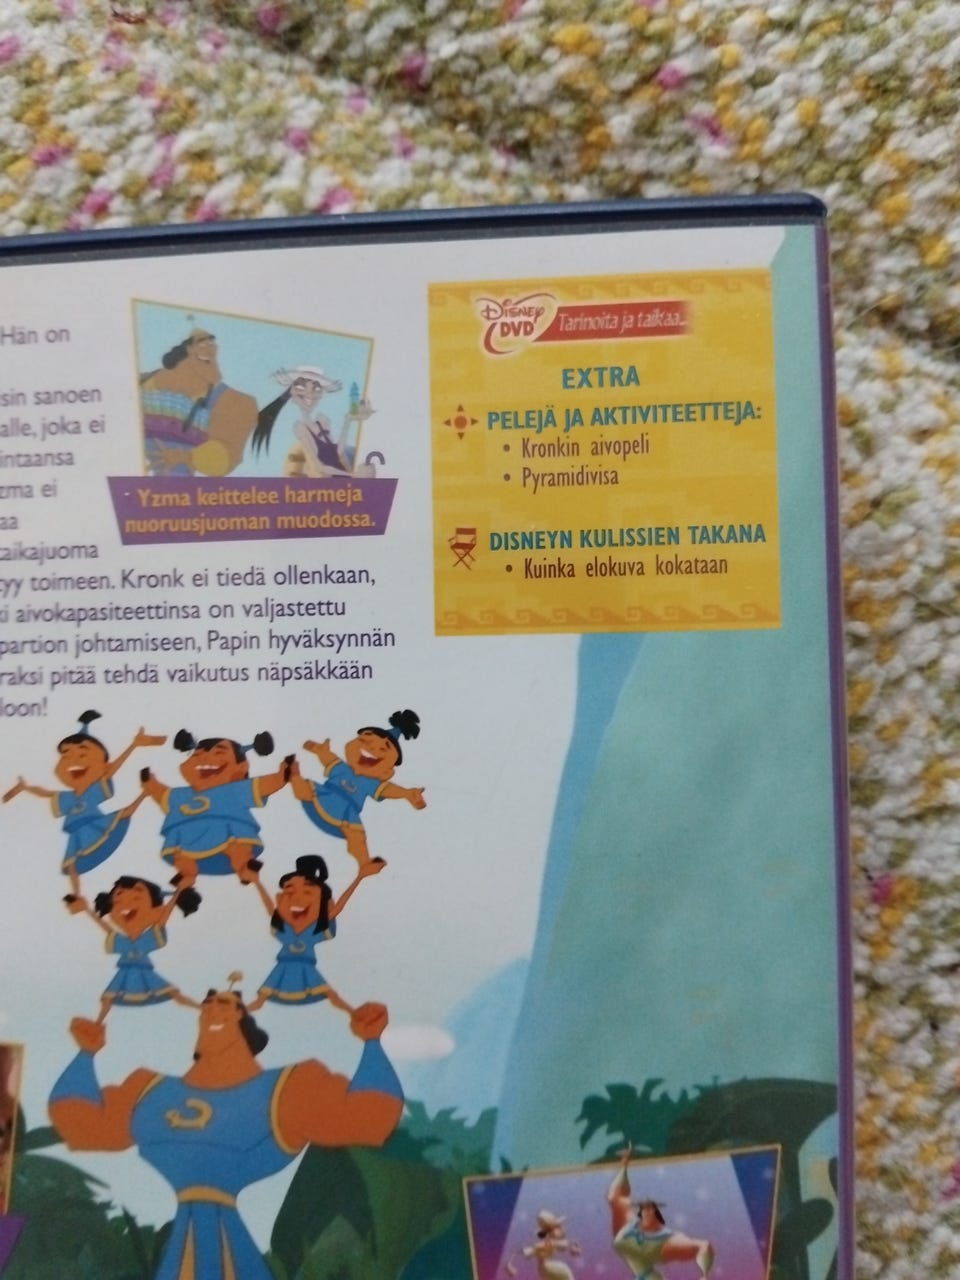 Hän on
sin sanoen
alle, joka ei
intaansa
zma ei
aa
taikajuoma
tyy toimeen. Kronk ei tiedä ollenkaan,
ki aivokapasiteettinsa on valjastettu
partion johtamiseen, Papin hyväksynnän
raksi pitää tehdä vaikutus näpsäkkään
loon!
Yzma keittelee harmeja
nuoruusjuoman muodossa.
DISNEY
DVD
Tarinoita ja taikaa...
EXTRA
PELEJÄ JA AKTIVITEETTEJA:
• Kronkin aivopeli
• Pyramidivisa
DISNEYN KULISSIEN TAKANA
• Kuinka elokuva kokataan